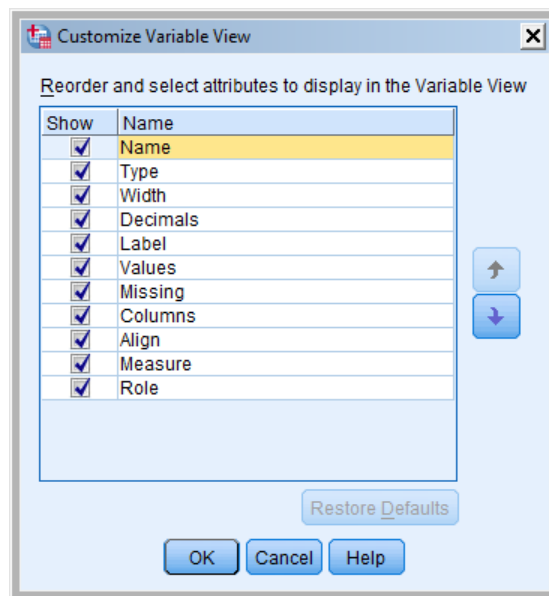 Customize Variable View
Reorder and select attributes to display in the Variable View
Show Name
Name
Type
Width
Decimals
Label
Values
Missing
Columns
Align
Measure
Role
Restore Defaults
OK Cancel Help